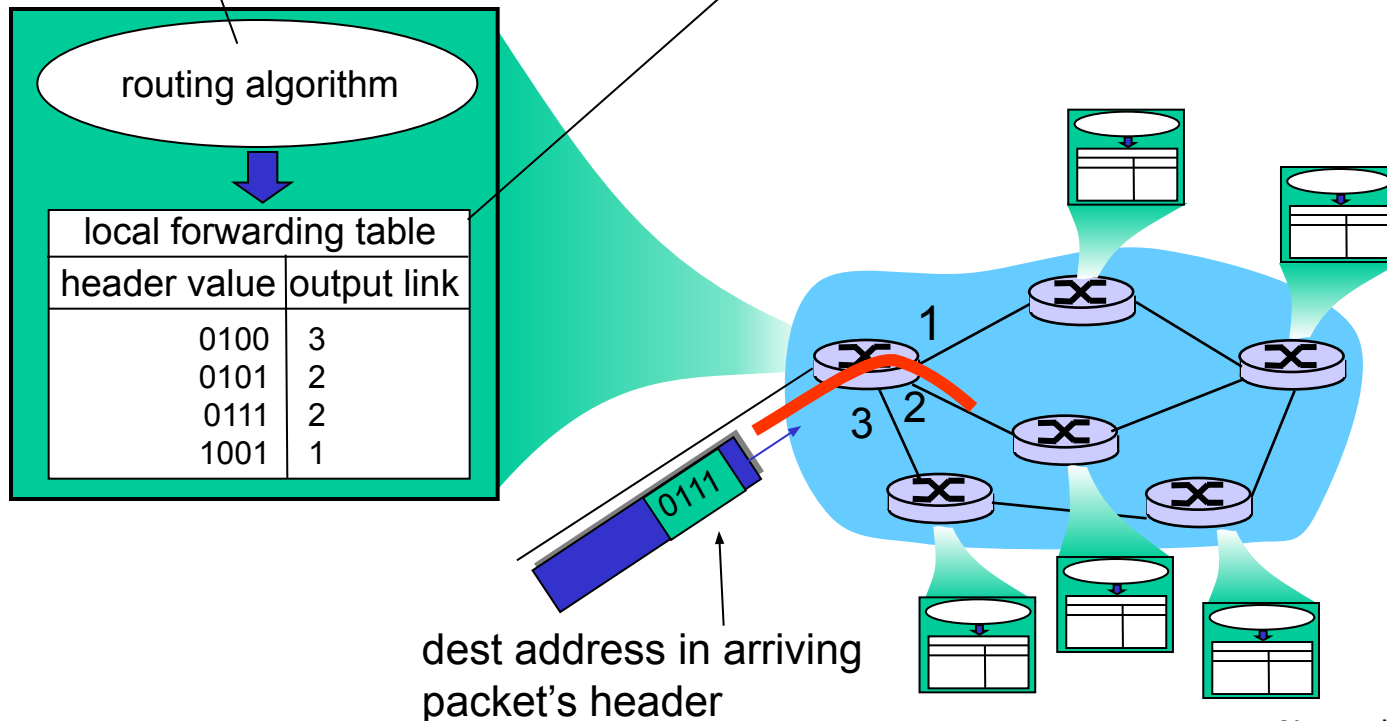 routing algorithm
local forwarding table
header value output link
0100 3
0101 2
0111 2
1001 1
1
2
3
0111
dest address in arriving
packet's header